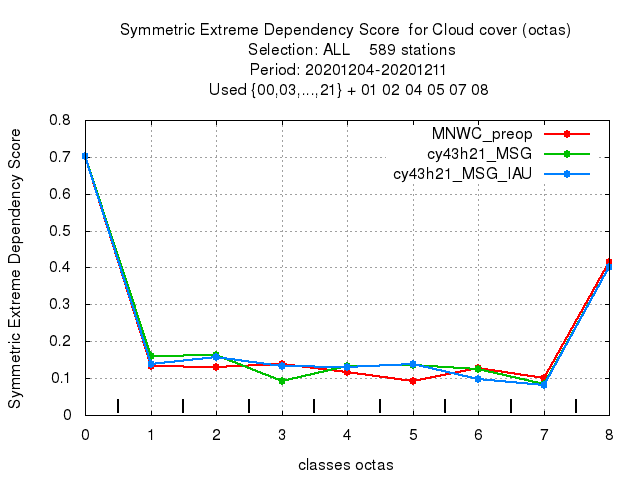 Symmetric Extreme Dependency Score for Cloud cover (octas)
Selection: ALL 589 stations
Period: 20201204-20201211
Used {00,03,...,21} + 01 02 04 05 07 08
Symmetric Extreme Dependency Score
0.8
0.7
0.6
0.5
0.4
0.3
0.2
0.1
0
MNWC_preop
cy43h21_MSG
cy43h21_MSG_IAU
0 1 2 3 4 5 6 7 8
classes octas